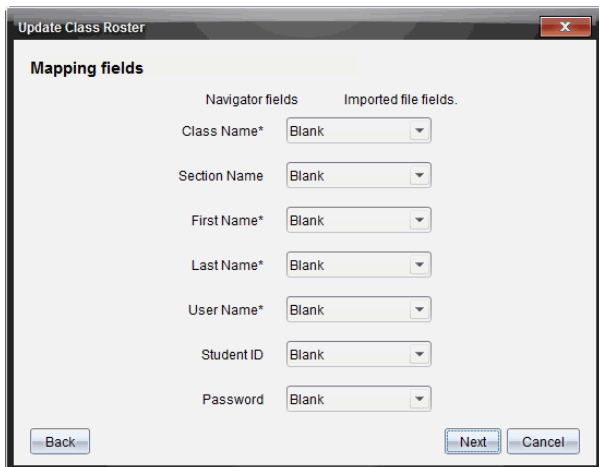 Update Class Roster
Mapping fields
Navigator fields Imported file fields.
Class Name* Blank
Section Name Blank
First Name* Blank
Last Name* Blank
User Name* Blank
Student ID Blank
Password Blank
Back Next Cancel